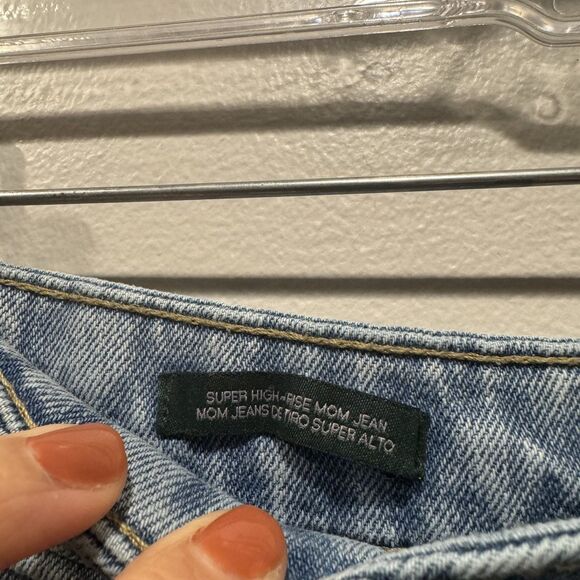 SUPER HIGH-RISE MOM JEAN
MOM JEANS DE TIRO SUPER ALTO